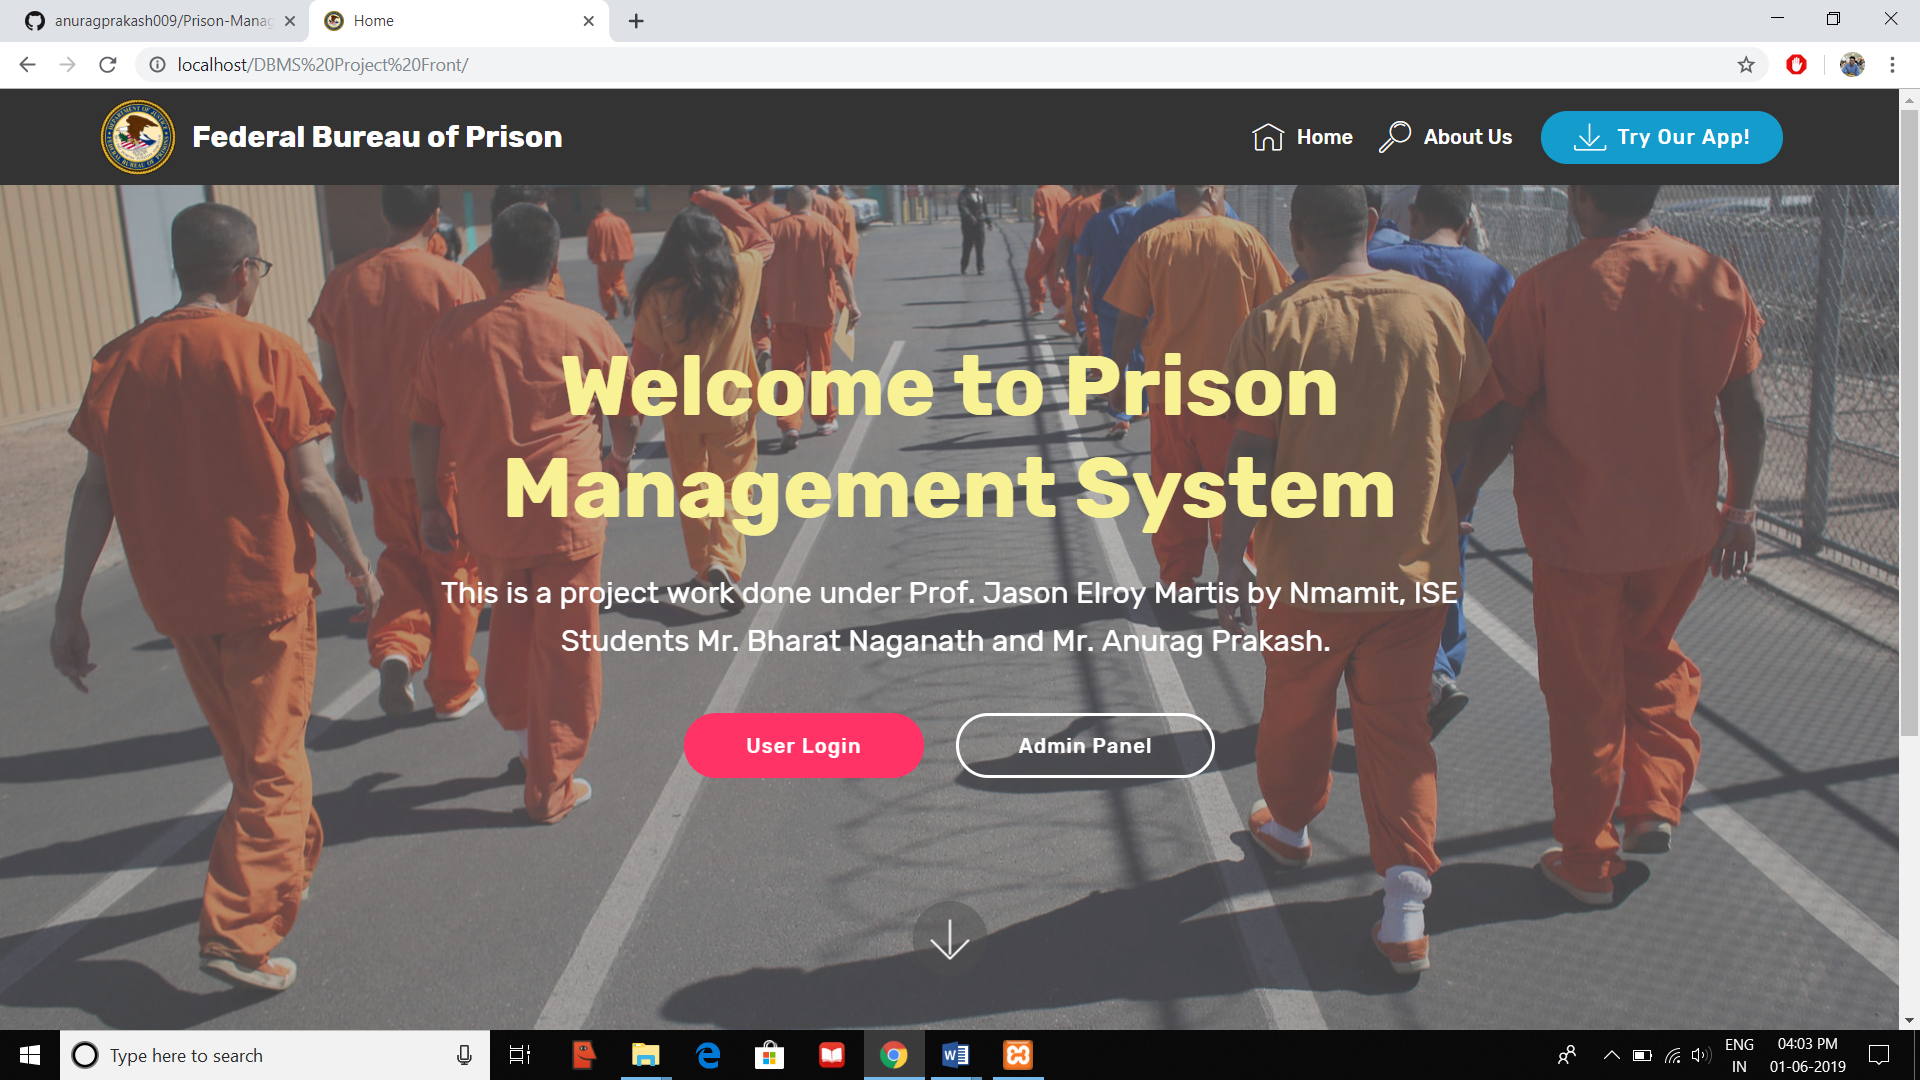 anuragprakash009/Prison-Manag
Home
localhost/DBMS%20Project%20Front/
Federal Bureau of Prison
Home
About Us
Try Our App!
Welcome to Prison
Management System
This is a project work done under Prof. Jason Elroy Martis by Nmamit, ISE
Students Mr. Bharat Naganath and Mr. Anurag Prakash.
User Login
Admin Panel
Type here to search
ENG
IN
04:03 PM
01-06-2019